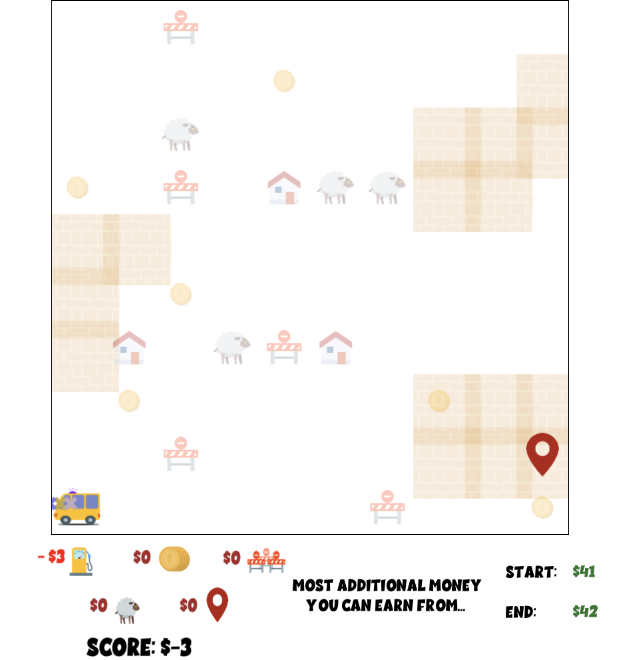 - $3 $0 $0
$0 $0
SCORE: $-3
MOST ADDITIONAL MONEY
YOU CAN EARN FROM...
START: $41
END: $42